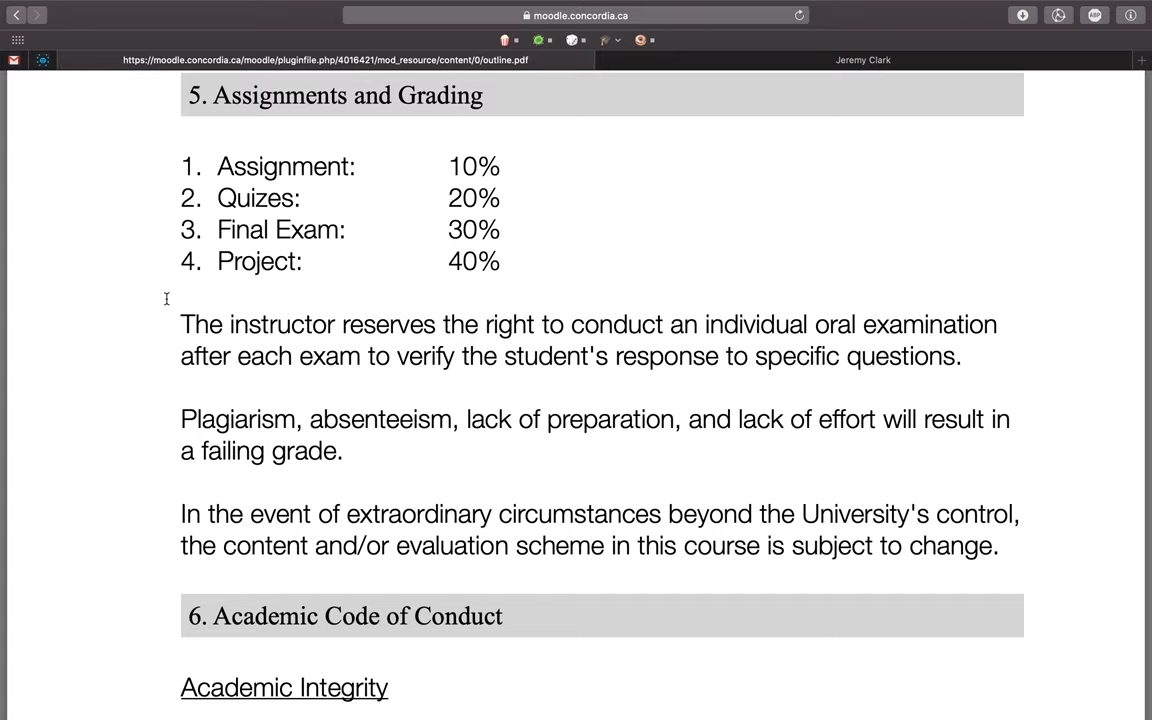 moodle.concordia.ca
ABP
https://moodle.concordia.ca/moodle/pluginfile.php/4016421/mod_resource/content/0/outline.pdf
Jeremy Clark
5. Assignments and Grading
1. Assignment: 10%
2. Quizes: 20%
3. Final Exam: 30%
4. Project: 40%
The instructor reserves the right to conduct an individual oral examination
after each exam to verify the student's response to specific questions.
Plagiarism, absenteeism, lack of preparation, and lack of effort will result in
a failing grade.
In the event of extraordinary circumstances beyond the University's control,
the content and/or evaluation scheme in this course is subject to change.
6. Academic Code of Conduct
Academic Integrity